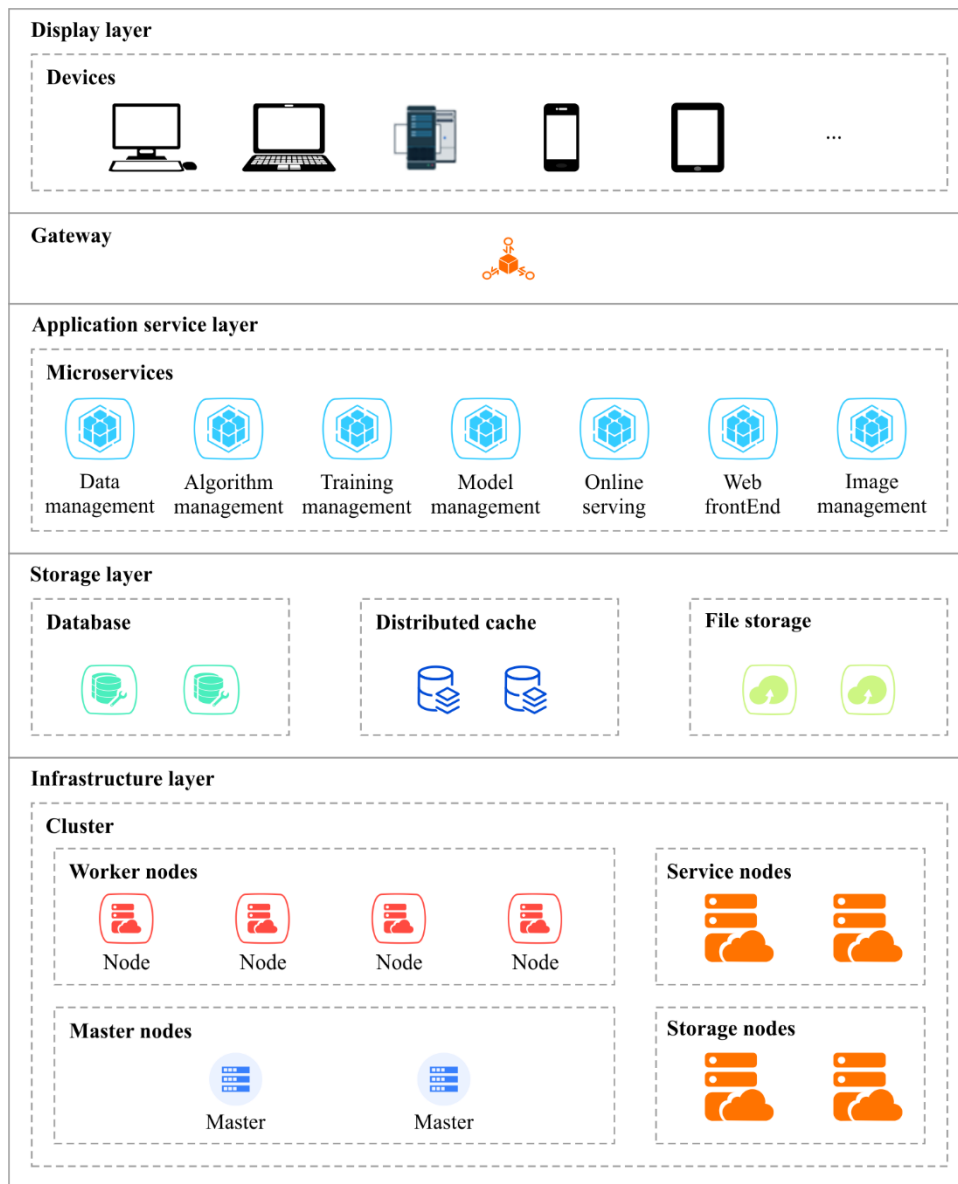 Display layer
Devices
...
Gateway
Application service layer
Microservices
Data management
Algorithm management
Training management
Model management
Online serving
Web frontEnd
Image management
Storage layer
Database
Distributed cache
File storage
Infrastructure layer
Cluster
Worker nodes
Node
Node
Node
Node
Service nodes
Master nodes
Master
Master
Storage nodes